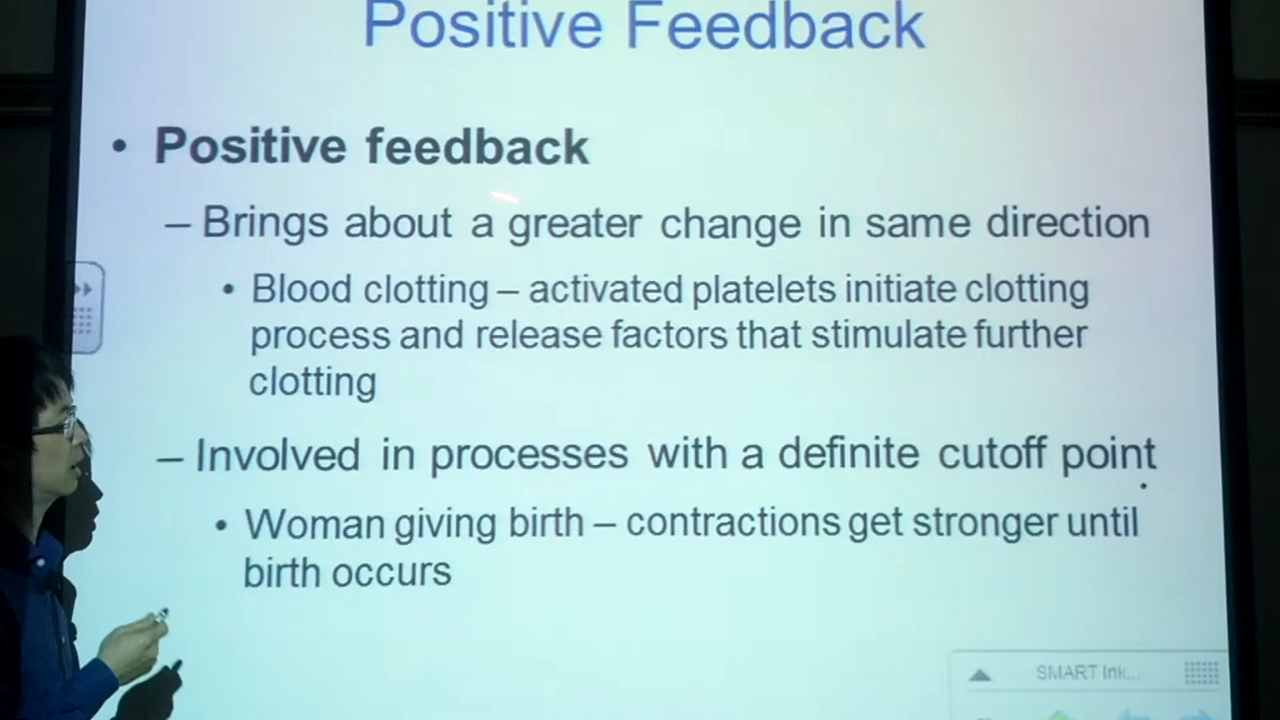 Positive Feedback
• Positive feedback
– Brings about a greater change in same direction
• Blood clotting – activated platelets initiate clotting
process and release factors that stimulate further
clotting
– Involved in processes with a definite cutoff point
• Woman giving birth – contractions get stronger until
birth occurs
SMART Ink...